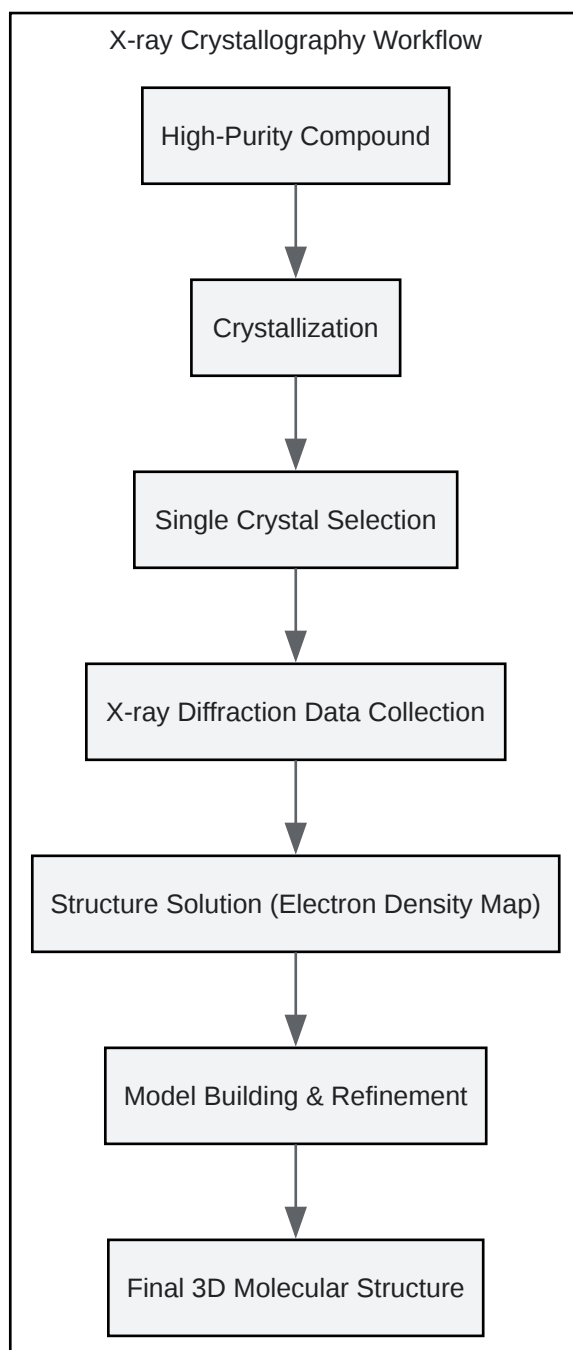 X-ray Crystallography Workflow
High-Purity Compound
Crystallization
Single Crystal Selection
X-ray Diffraction Data Collection
Structure Solution (Electron Density Map)
Model Building & Refinement
Final 3D Molecular Structure